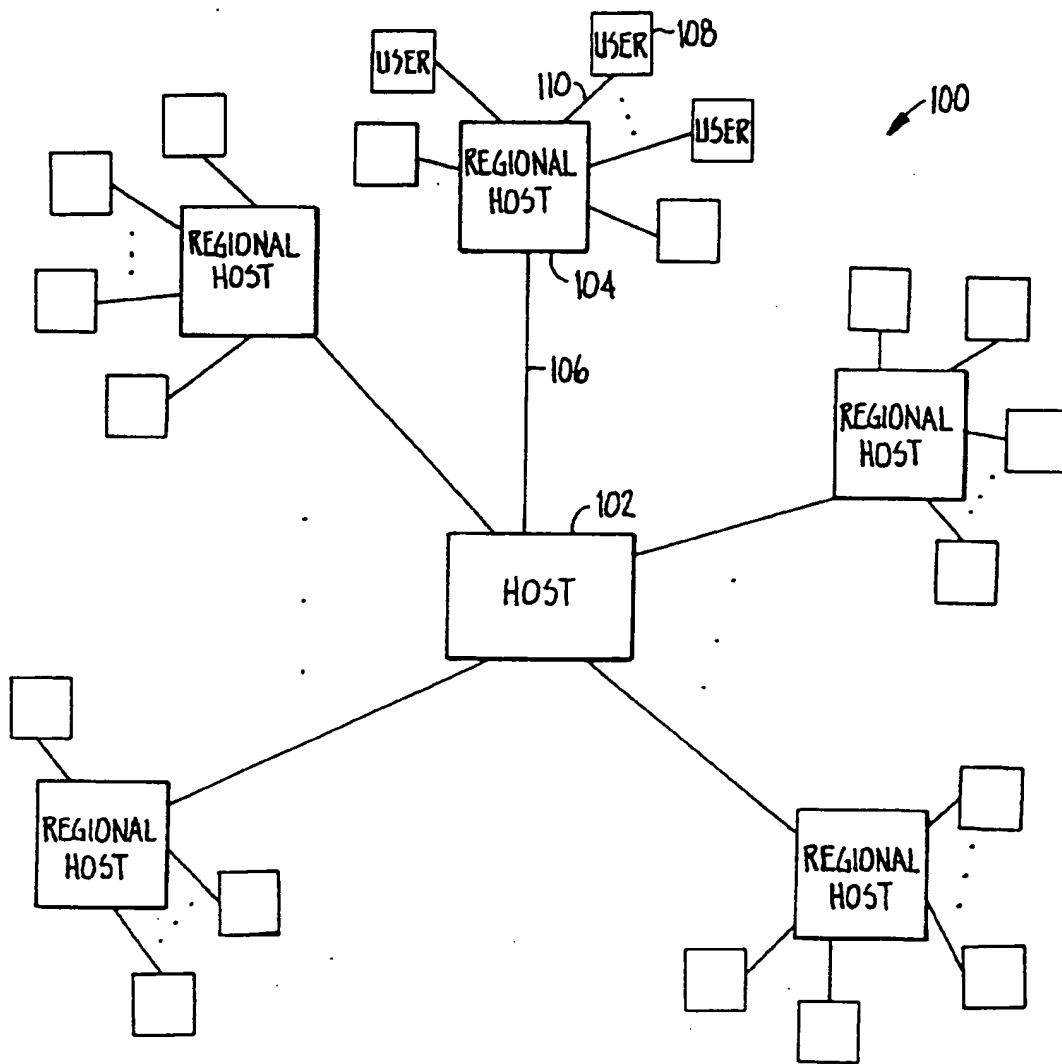 USER
USER
108
110
100
USER
REGIONAL
HOST
REGIONAL
HOST
104
106
REGIONAL
HOST
102
HOST
REGIONAL
HOST
REGIONAL
HOST